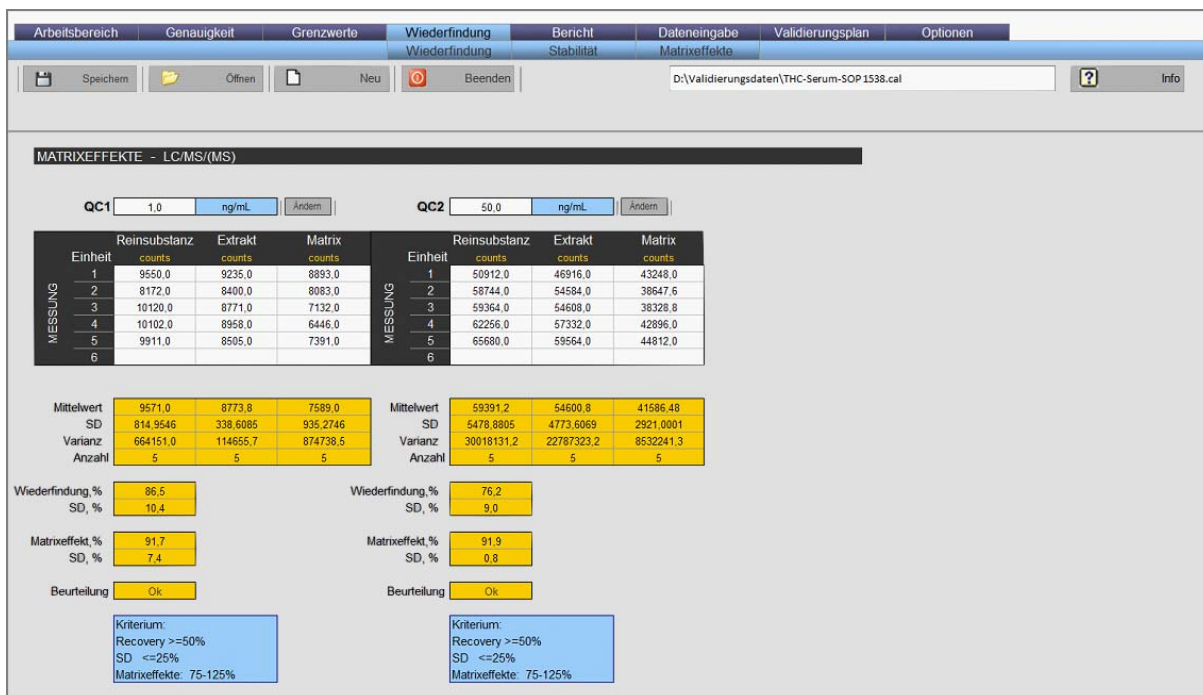 Arbeitsbereich Genauigkeit Grenzwerte Wiederfindung Bericht Dateneingabe Validierungsplan Optionen
Wiederfindung Stabilität Matrixeffekte
Speichern Öffnen Neu Beenden D:\Validierungsdaten\THC-Serum-SOP 1538.cal ? Info
MATRIXEFFEKTE - LC/MS/(MS)
QC1 1,0 ng/mL Ändern QC2 50,0 ng/mL Ändern
Reinsubstanz Extrakt Matrix Reinsubstanz Extrakt Matrix
Einheit counts counts counts Einheit counts counts counts
MESSUNG 1 9550,0 9235,0 8893,0 MESSUNG 1 50912,0 46916,0 43248,0
2 8172,0 8400,0 8083,0 2 58744,0 54584,0 38647,6
3 10120,0 8771,0 7132,0 3 59364,0 54608,0 38328,8
4 10102,0 8958,0 6446,0 4 62256,0 57332,0 42896,0
5 9911,0 8505,0 7391,0 5 65680,0 59564,0 44812,0
6 6
Mittelwert 9571,0 8773,8 7589,0 Mittelwert 59391,2 54600,8 41586,48
SD 814,9546 338,6085 935,2746 SD 5478,8805 4773,6069 2921,0001
Varianz 664151,0 114655,7 874738,5 Varianz 30018131,2 22787323,2 8532241,3
Anzahl 5 5 5 Anzahl 5 5 5
Wiederfindung,% 86,5 Wiederfindung,% 76,2
SD, % 10,4 SD, % 9,0
Matrixeffekt,% 91,7 Matrixeffekt,% 91,9
SD, % 7,4 SD, % 0,8
Beurteilung Ok Beurteilung Ok
Kriterium: Kriterium:
Recovery >=50% Recovery >=50%
SD <=25% SD <=25%
Matrixeffekte: 75-125% Matrixeffekte: 75-125%